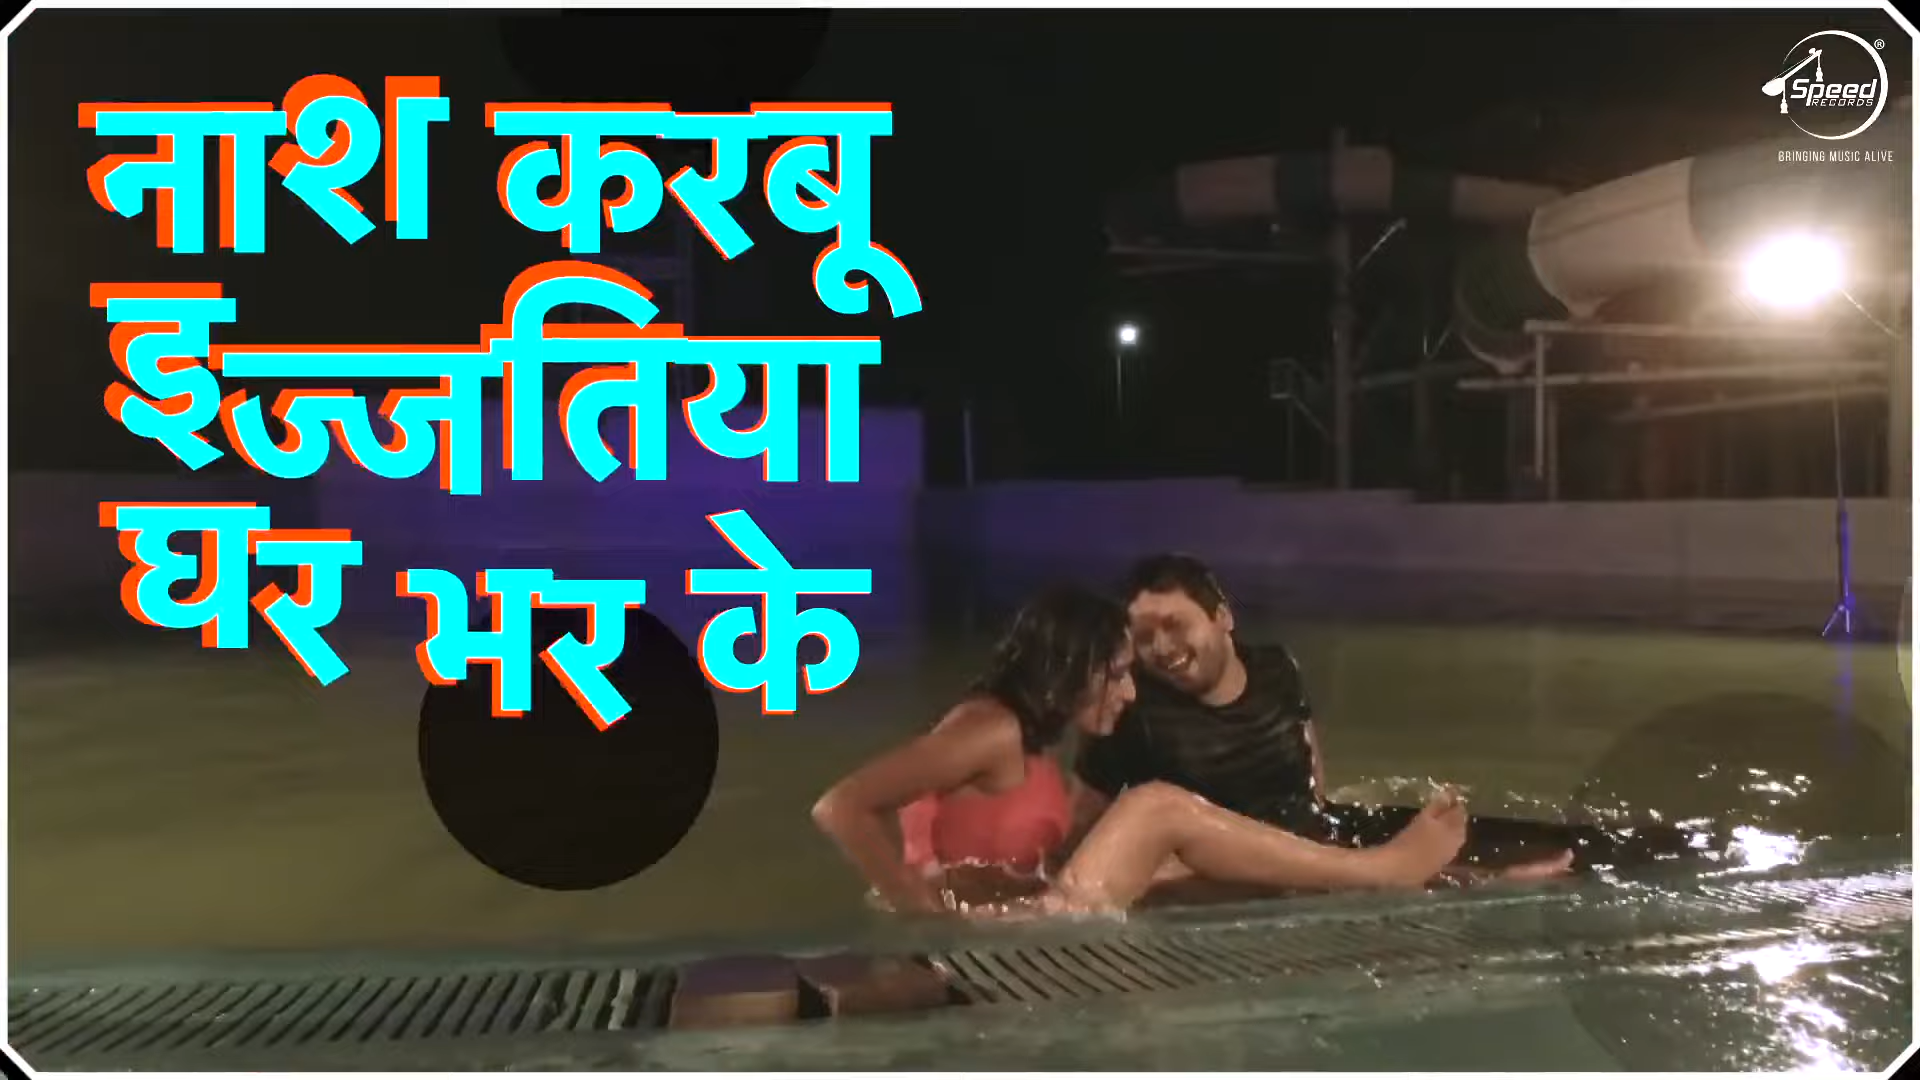 नाश करबू
इज्जतिया
घर भर के
Speed
RECORDS
®
BRINGING MUSIC ALIVE